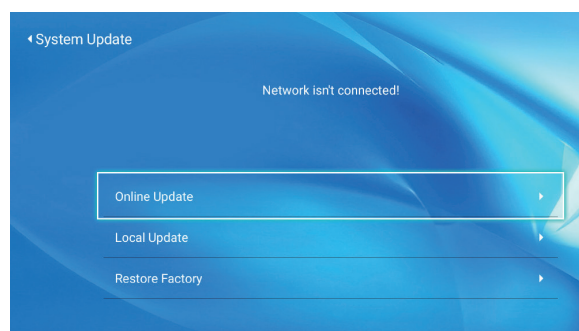 System Update
Network isn't connected!
Online Update
Local Update
Restore Factory